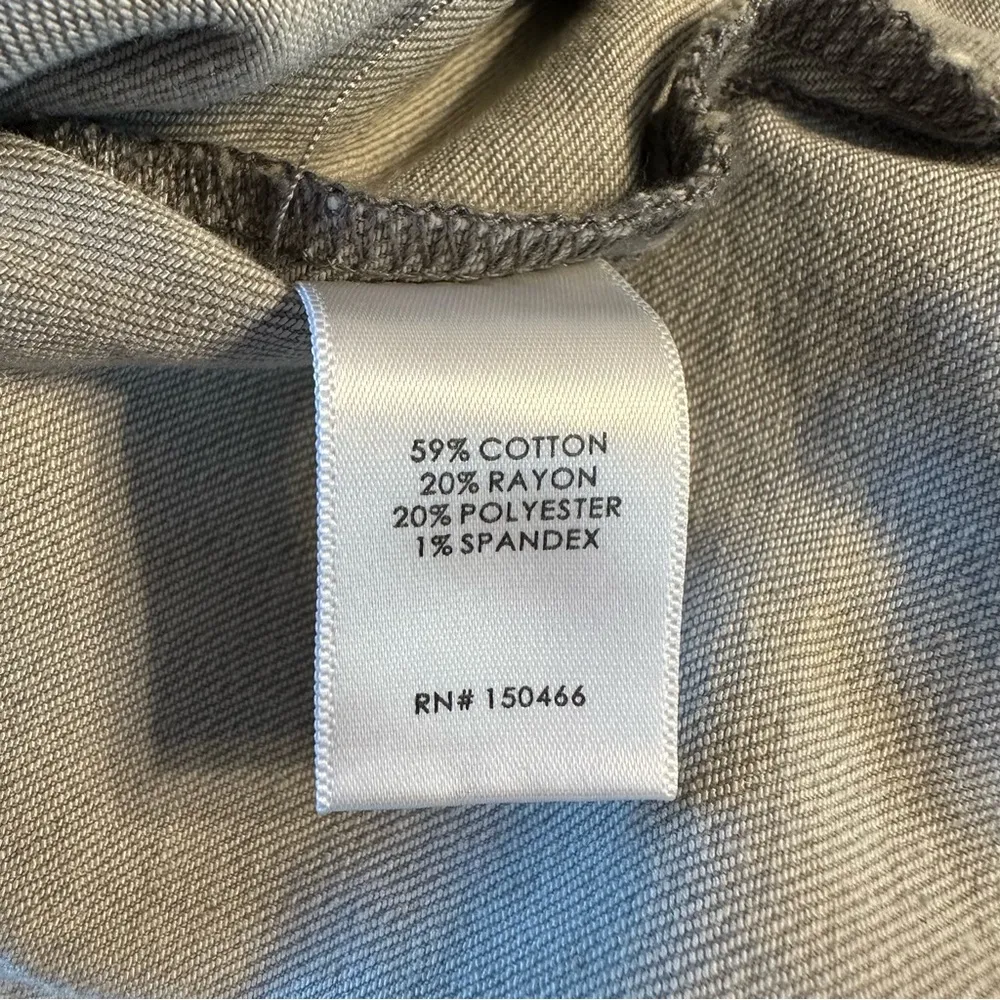 59% COTTON
20% RAYON
20% POLYESTER
1% SPANDEX
RN# 150466